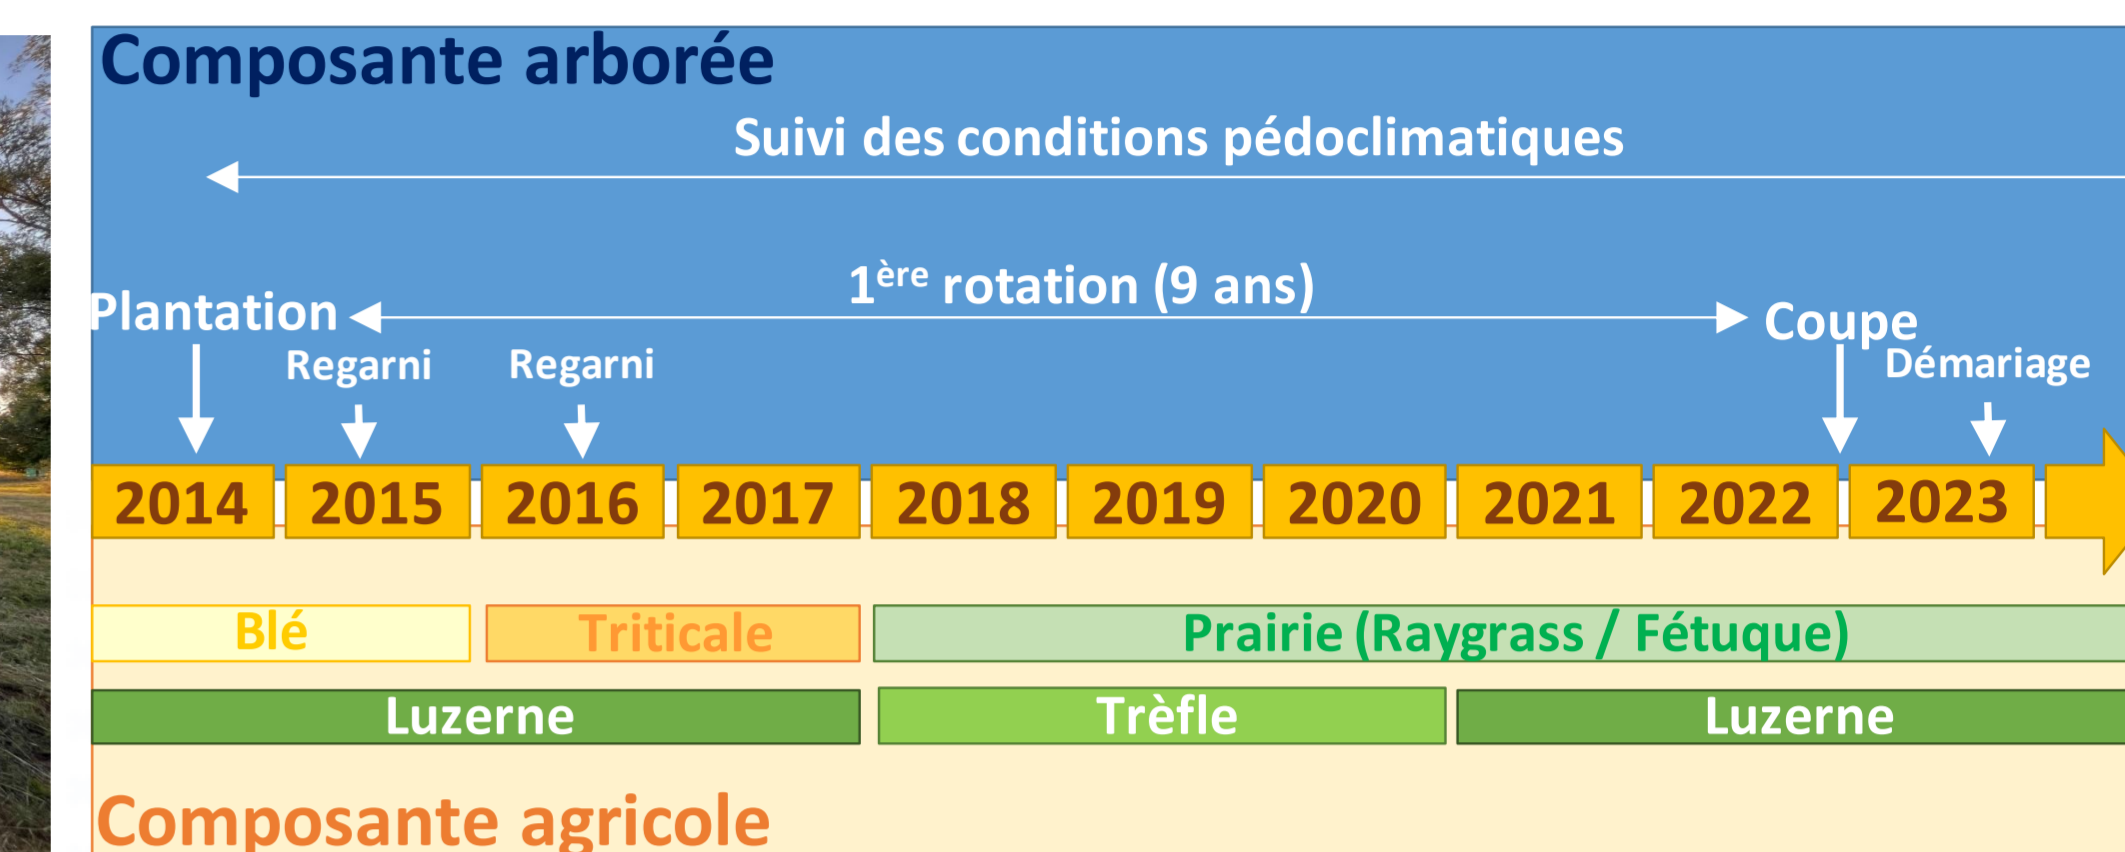 Composante arborée
Suivi des conditions pédoclimatiques
1ère rotation (9 ans)
Plantation
Coupe
Regarni
Regarni
Démariage
2014 2015 2016 2017 2018 2019 2020 2021 2022 2023
Blé
Triticale
Prairie (Raygrass / Fétuque)
Luzerne
Trèfle
Luzerne
Composante agricole